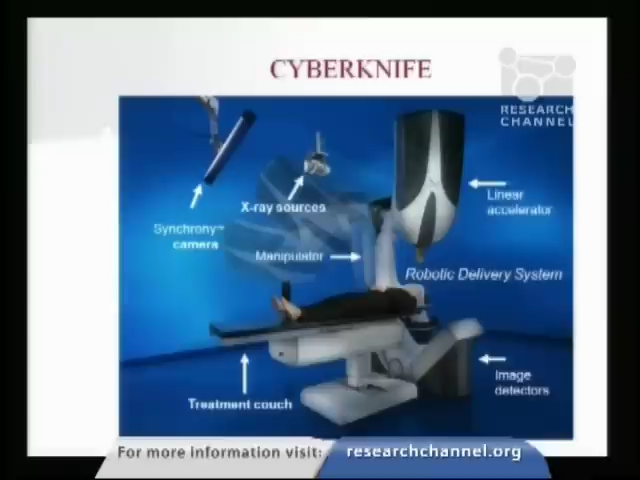 CYBERKNIFE
RESEARCH
CHANNEL
Synchrony™
camera
X-ray sources
Linear
accelerator
Manipulator
Robotic Delivery System
Image
detectors
Treatment couch
For more information visit:
researchchannel.org